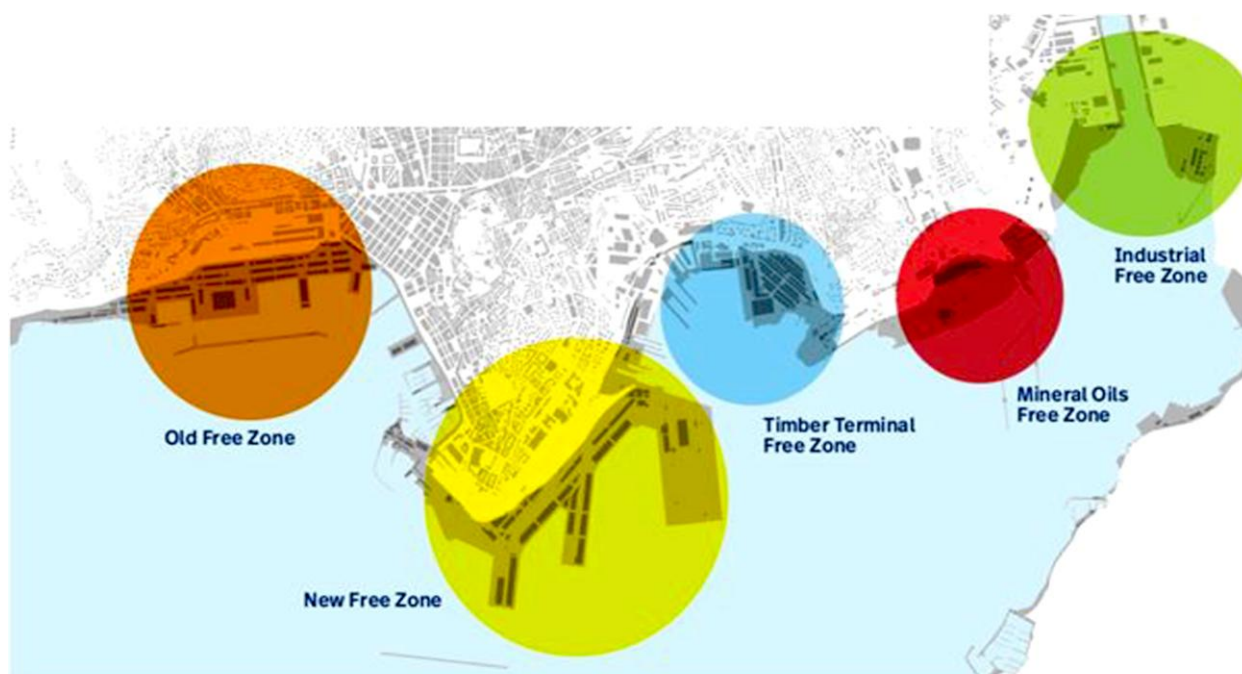 Industrial
Free Zone
Mineral Oils
Free Zone
Timber Terminal
Free Zone
Old Free Zone
New Free Zone